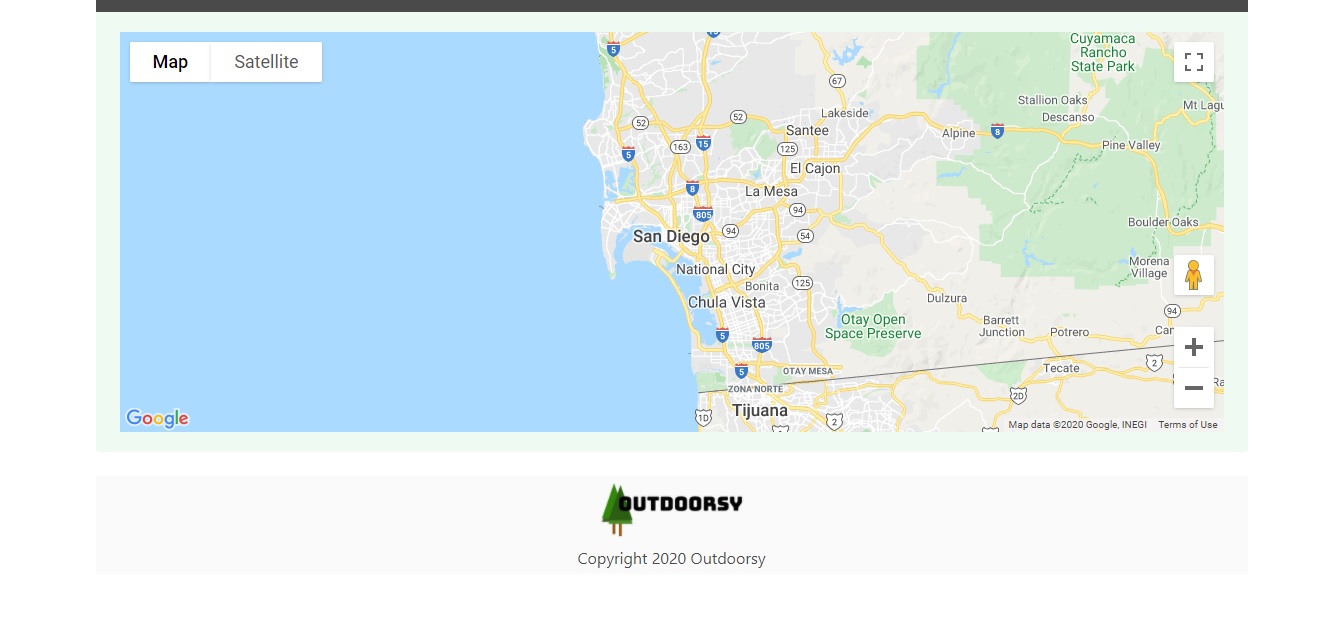 Map
Satellite
Cuyamaca
Rancho
State Park
5
67
Stallion Oaks
Mt Lagu
Lakeside
Descanso
52
52
Santee
Alpine
8
163
15
125
Pine Valley
5
El Cajon
8
La Mesa
805
94
Boulder Oaks
San Diego
94
54
Morena
Village
National City
Bonita
125
Chula Vista
Dulzura
94
Otay Open
Space Preserve
Barrett
Junction
Potrero
Can
5
805
2
Tecate
5
OTAY MESA
Ra
ZONA NORTE
2D
Tijuana
1D
2
Google
Map data ©2020 Google, INEGI
Terms of Use
OUTDOORSY
Copyright 2020 Outdoorsy